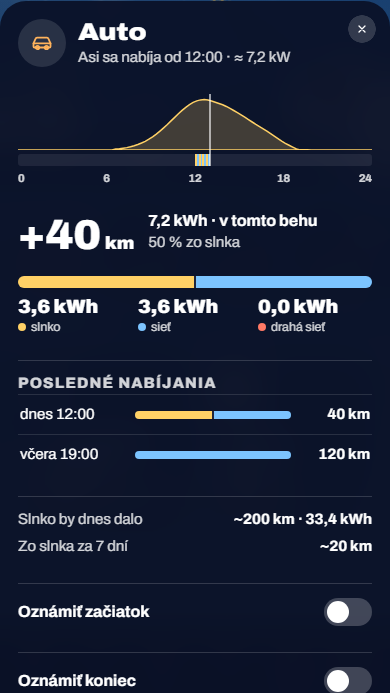 Auto
Asi sa nabíja od 12:00 · ≈ 7,2 kW
0 6 12 18 24
+40 km
7,2 kWh · v tomto behu
50 % zo slnka
3,6 kWh 3,6 kWh 0,0 kWh
slnko sieť drahá sieť
POSLEDNÉ NABÍJANIA
dnes 12:00 40 km
včera 19:00 120 km
Slnko by dnes dalo ~200 km · 33,4 kWh
Zo slnka za 7 dní ~20 km
Oznámiť začiatok
Oznámiť koniec